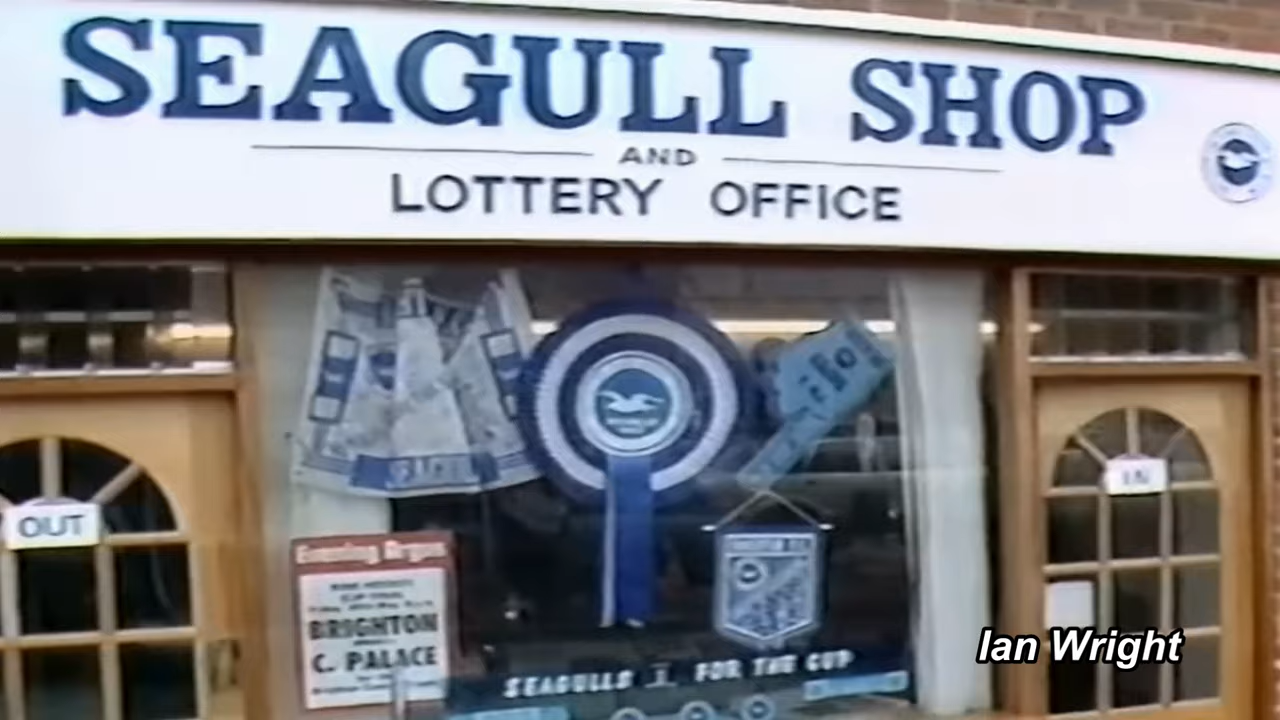 SEAGULL SHOP
AND
LOTTERY OFFICE
OUT
IN
Evening Argus
BRIGHTON
C. PALACE
SEAGULLS
FOR THE CUP
Ian Wright